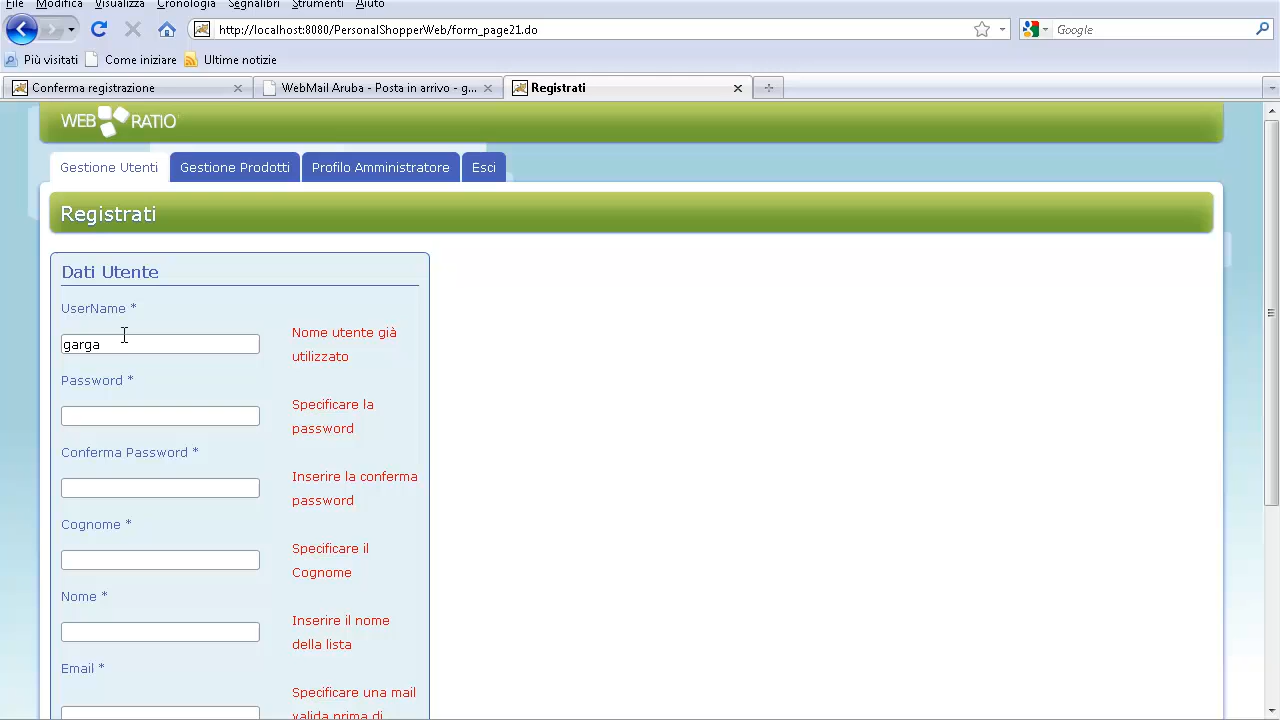 File Modifica Visualizza Cronologia Segnalibri Strumenti Aiuto
http://localhost:8080/PersonalShopperWeb/form_page21.do
Google
Più visitati Come iniziare Ultime notizie
Conferma registrazione
WebMail Aruba - Posta in arrivo - g...
Registrati
WEB RATIO
Gestione Utenti Gestione Prodotti Profilo Amministratore Esci
Registrati
Dati Utente
UserName *
garga
Nome utente già
utilizzato
Password *
Specificare la
password
Conferma Password *
Inserire la conferma
password
Cognome *
Specificare il
Cognome
Nome *
Inserire il nome
della lista
Email *
Specificare una mail
valida prima di